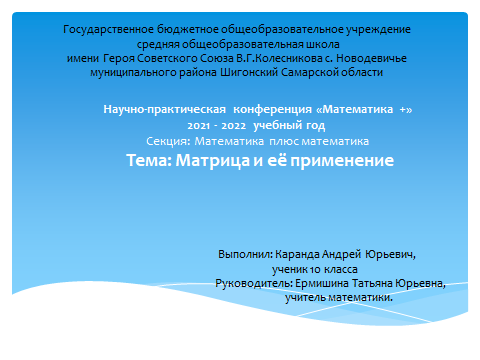 Государственное бюджетное общеобразовательное учреждение
средняя общеобразовательная школа
имени Героя Советского Союза В.Г.Колесникова с. Новодевичье
муниципального района Шигонский Самарской области
Научно-практическая конференция «Математика +»
2021 - 2022 учебный год
Секция: Математика плюс математика
Тема: Матрица и её применение
Выполнил: Каранда Андрей Юрьевич,
ученик 10 класса
Руководитель: Ермишина Татьяна Юрьевна,
учитель математики.